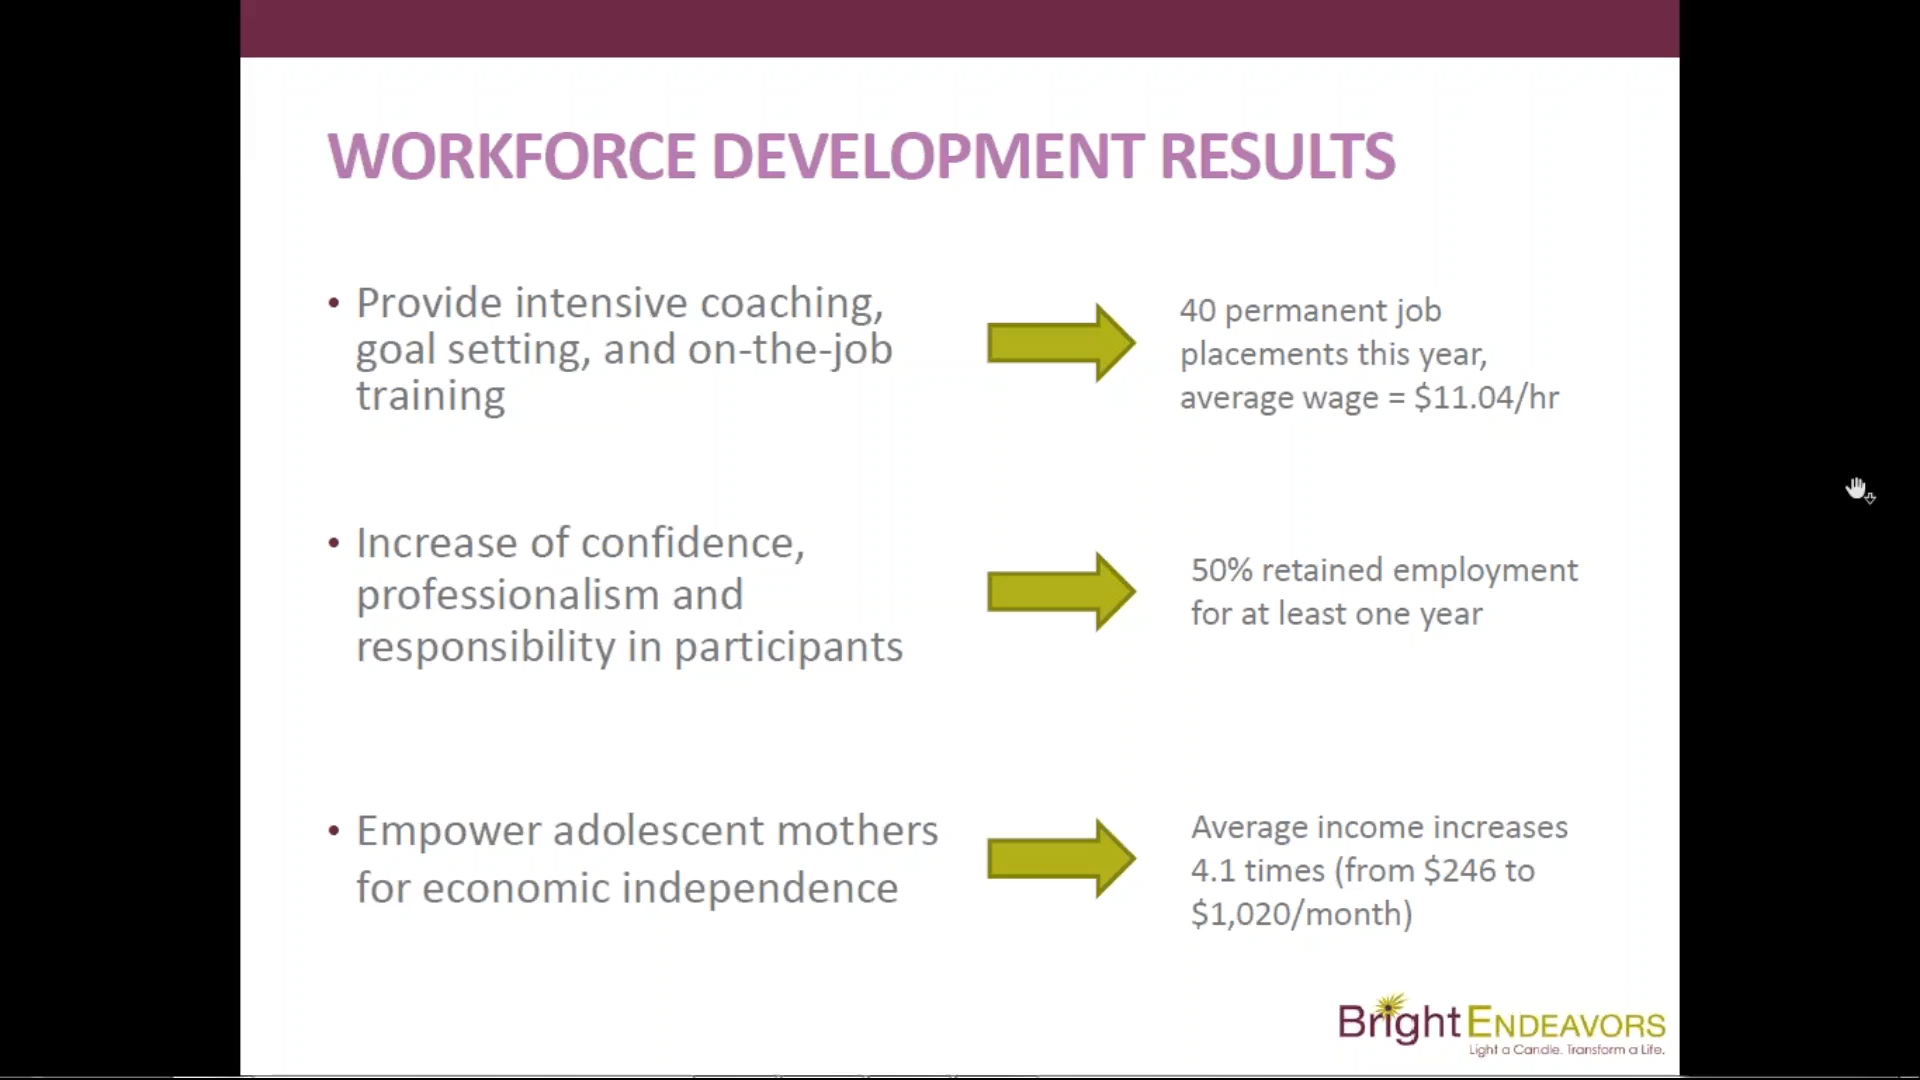 WORKFORCE DEVELOPMENT RESULTS
• Provide intensive coaching,
goal setting, and on-the-job
training
40 permanent job
placements this year,
average wage = $11.04/hr
• Increase of confidence,
professionalism and
responsibility in participants
50% retained employment
for at least one year
• Empower adolescent mothers
for economic independence
Average income increases
4.1 times (from $246 to
$1,020/month)
Bright ENDEAVORS
Light a Candle. Transform a Life.